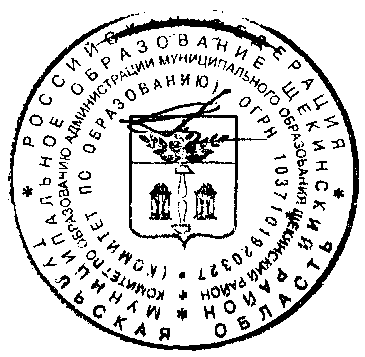 РОССИЙСКАЯ ФЕДЕРАЦИЯ * ТУЛЬСКАЯ ОБЛАСТЬ *
МУНИЦИПАЛЬНОЕ ОБРАЗОВАНИЕ ЩЕКИНСКИЙ РАЙОН *
КОМИТЕТ ПО ОБРАЗОВАНИЮ АДМИНИСТРАЦИИ МУНИЦИПАЛЬНОГО ОБРАЗОВАНИЯ ЩЕКИНСКИЙ РАЙОН *
(КОМИТЕТ ПО ОБРАЗОВАНИЮ) ОГРН 1037101920327 *